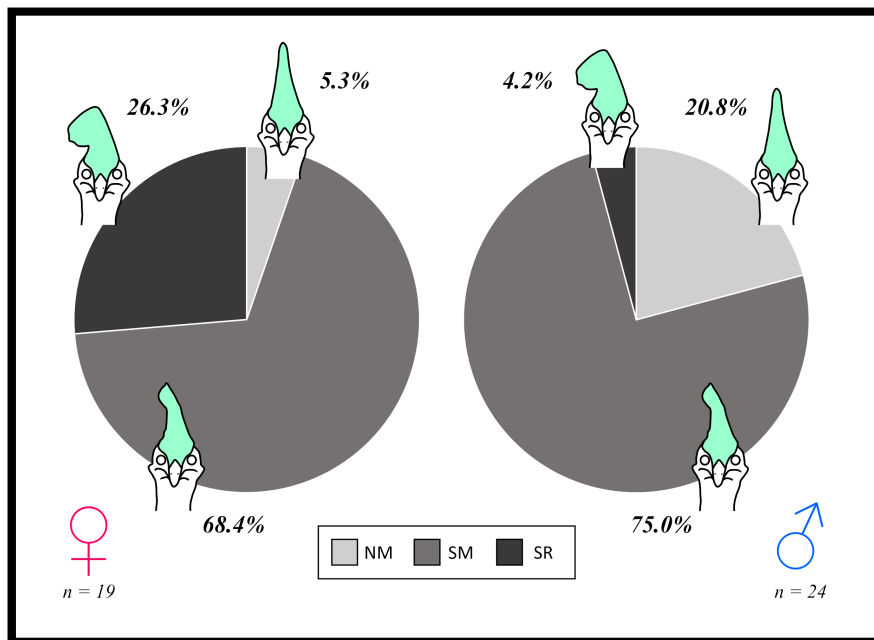 5.3%
26.3%
68.4%
n = 19
4.2%
20.8%
75.0%
n = 24
NM SM SR